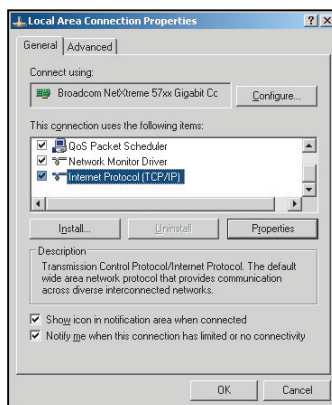 Local Area Connection Properties
General Advanced
Connect using:
Broadcom NetXtreme 57xx Gigabit Cc
Configure...
This connection uses the following items:
QoS Packet Scheduler
Network Monitor Driver
Internet Protocol (TCP/IP)
Install... Uninstall Properties
Description
Transmission Control Protocol/Internet Protocol. The default
wide area network protocol that provides communication
across diverse interconnected networks.
Show icon in notification area when connected
Notify me when this connection has limited or no connectivity
OK Cancel